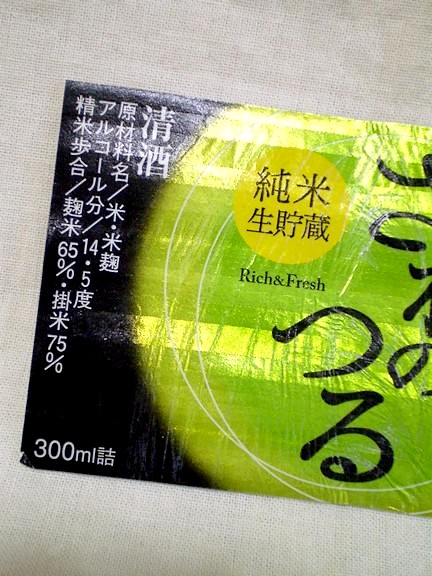 清酒
原材料名/米・米麹
アルコール分/14・5度
精米歩合/麹米65%・掛米75%
300ml詰
純米
生貯蔵
Rich&Fresh
つる